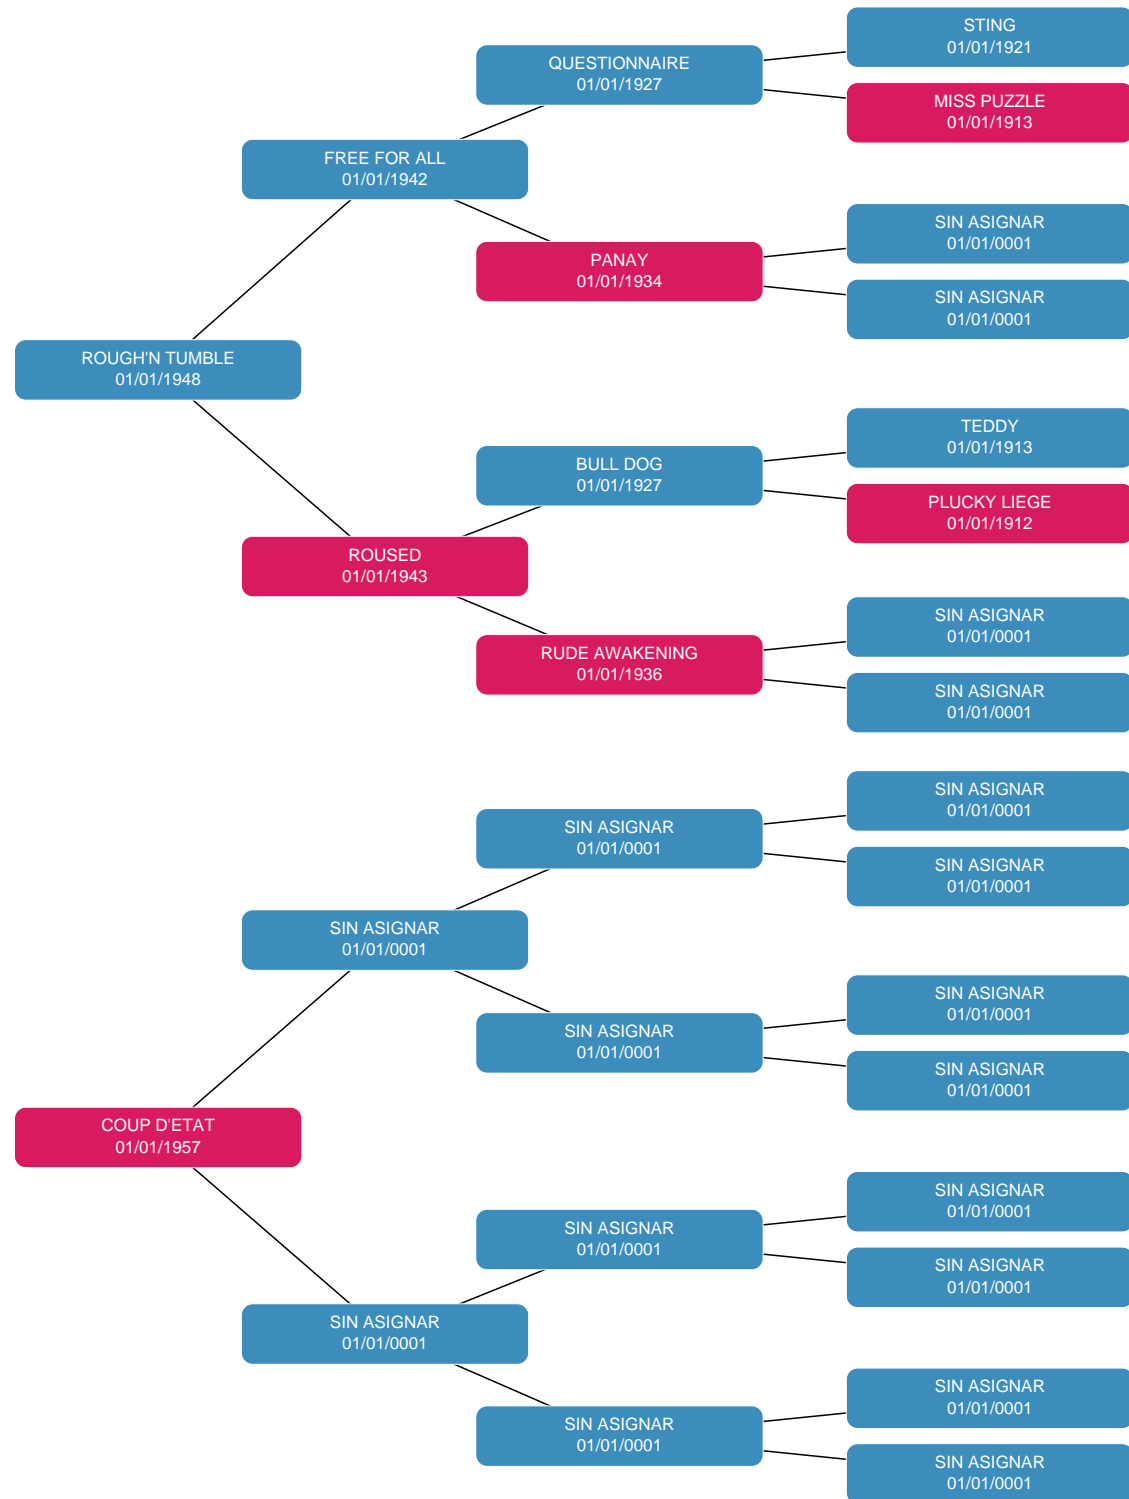 STING
01/01/1921
QUESTIONNAIRE
01/01/1927
MISS PUZZLE
01/01/1913
FREE FOR ALL
01/01/1942
SIN ASIGNAR
01/01/0001
PANAY
01/01/1934
SIN ASIGNAR
01/01/0001
ROUGH'N TUMBLE
01/01/1948
TEDDY
01/01/1913
BULL DOG
01/01/1927
PLUCKY LIEGE
01/01/1912
ROUSED
01/01/1943
SIN ASIGNAR
01/01/0001
RUDE AWAKENING
01/01/1936
SIN ASIGNAR
01/01/0001
SIN ASIGNAR
01/01/0001
SIN ASIGNAR
01/01/0001
SIN ASIGNAR
01/01/0001
SIN ASIGNAR
01/01/0001
SIN ASIGNAR
01/01/0001
SIN ASIGNAR
01/01/0001
SIN ASIGNAR
01/01/0001
COUP D'ETAT
01/01/1957
SIN ASIGNAR
01/01/0001
SIN ASIGNAR
01/01/0001
SIN ASIGNAR
01/01/0001
SIN ASIGNAR
01/01/0001
SIN ASIGNAR
01/01/0001
SIN ASIGNAR
01/01/0001
SIN ASIGNAR
01/01/0001